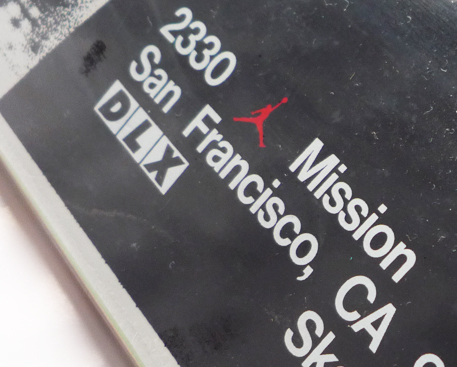 2330 Mission
San Francisco, CA
DLX